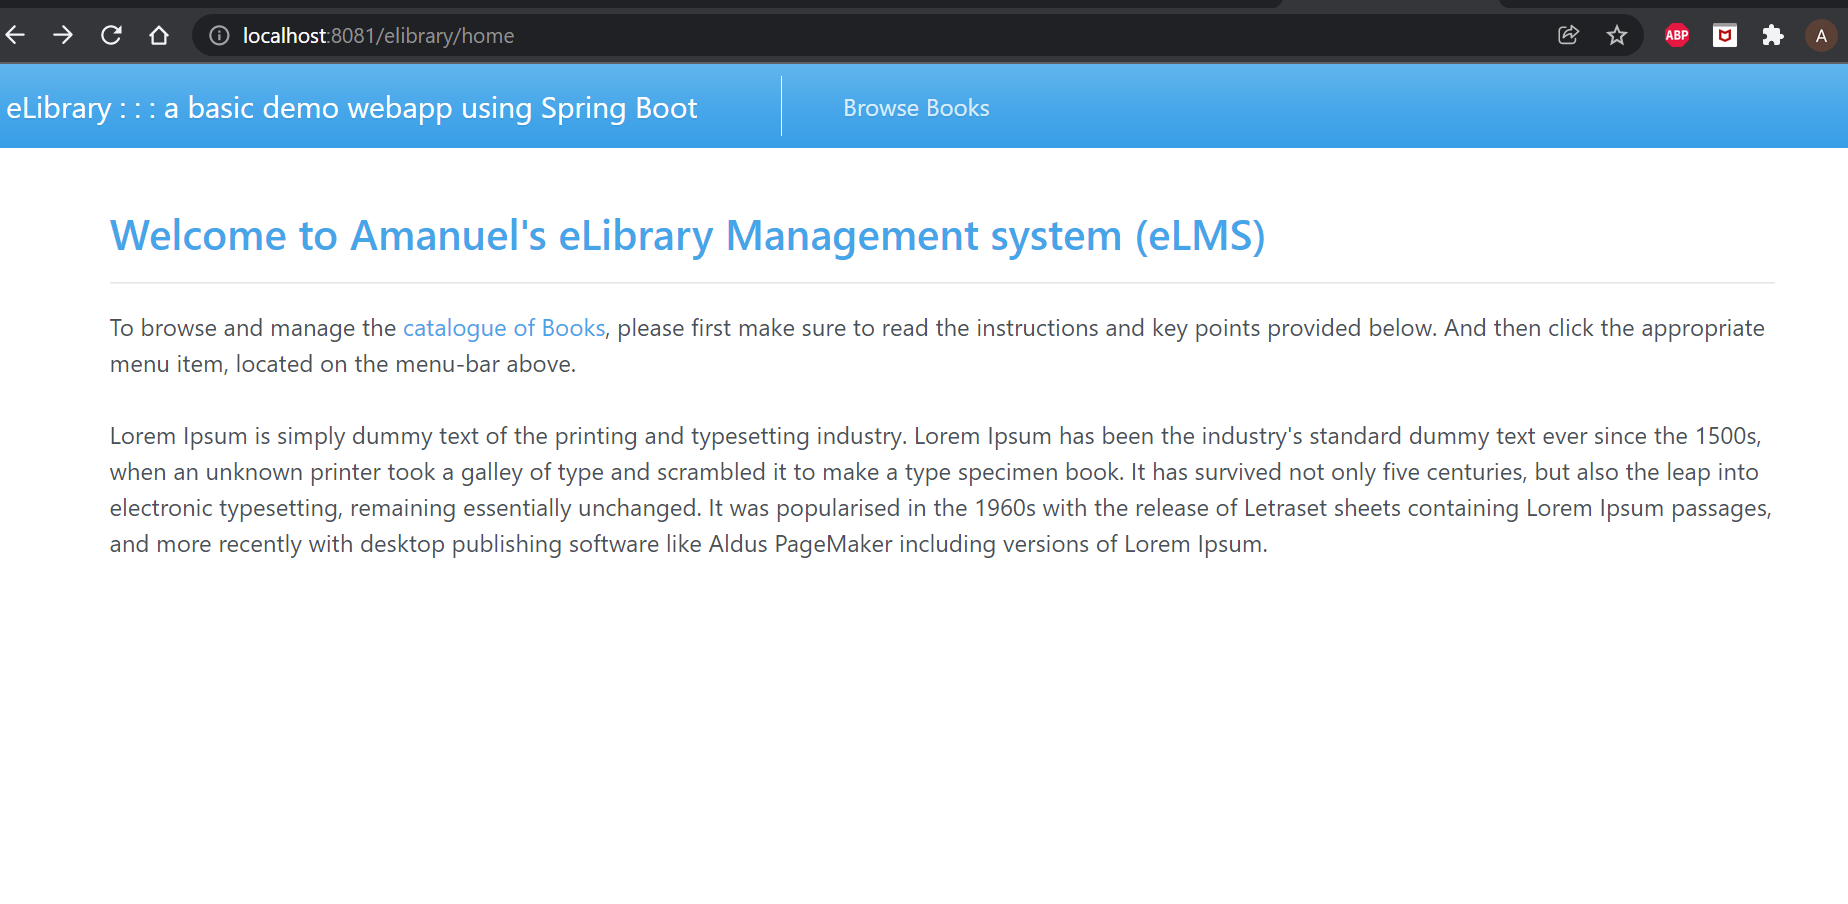 localhost:8081/elibrary/home
ABP
A
eLibrary : : : a basic demo webapp using Spring Boot
Browse Books
Welcome to Amanuel's eLibrary Management system (eLMS)
To browse and manage the catalogue of Books, please first make sure to read the instructions and key points provided below. And then click the appropriate
menu item, located on the menu-bar above.
Lorem Ipsum is simply dummy text of the printing and typesetting industry. Lorem Ipsum has been the industry's standard dummy text ever since the 1500s,
when an unknown printer took a galley of type and scrambled it to make a type specimen book. It has survived not only five centuries, but also the leap into
electronic typesetting, remaining essentially unchanged. It was popularised in the 1960s with the release of Letraset sheets containing Lorem Ipsum passages,
and more recently with desktop publishing software like Aldus PageMaker including versions of Lorem Ipsum.